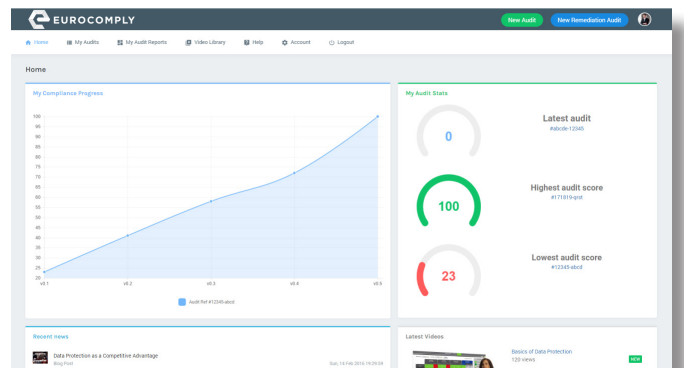 EUROCOMPLY
New Audit
New Remediation Audit
Home
My Audits
My Audit Reports
Video Library
Help
Account
Logout
Home
My Compliance Progress
100
95
90
85
80
75
70
65
60
55
50
45
40
35
30
25
20
v0.1
v0.2
v0.3
v0.4
v0.5
Audit Ref #12345-abcd
My Audit Stats
0
Latest audit
#abcde-12345
100
Highest audit score
#171819-qrst
23
Lowest audit score
#12345-abcd
Recent news
Data Protection as a Competitive Advantage
Blog Post
Sun, 14 Feb 2016 19:29:39
Latest Videos
Basics of Data Protection
120 views
NEW